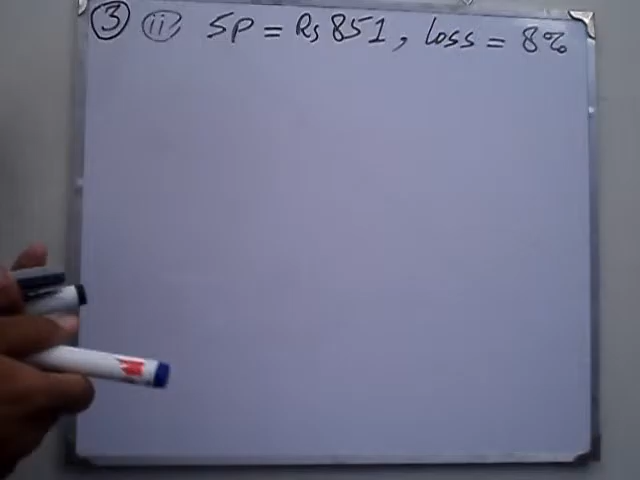 ③ ⅱ SP = Rs 851, loss = 8%